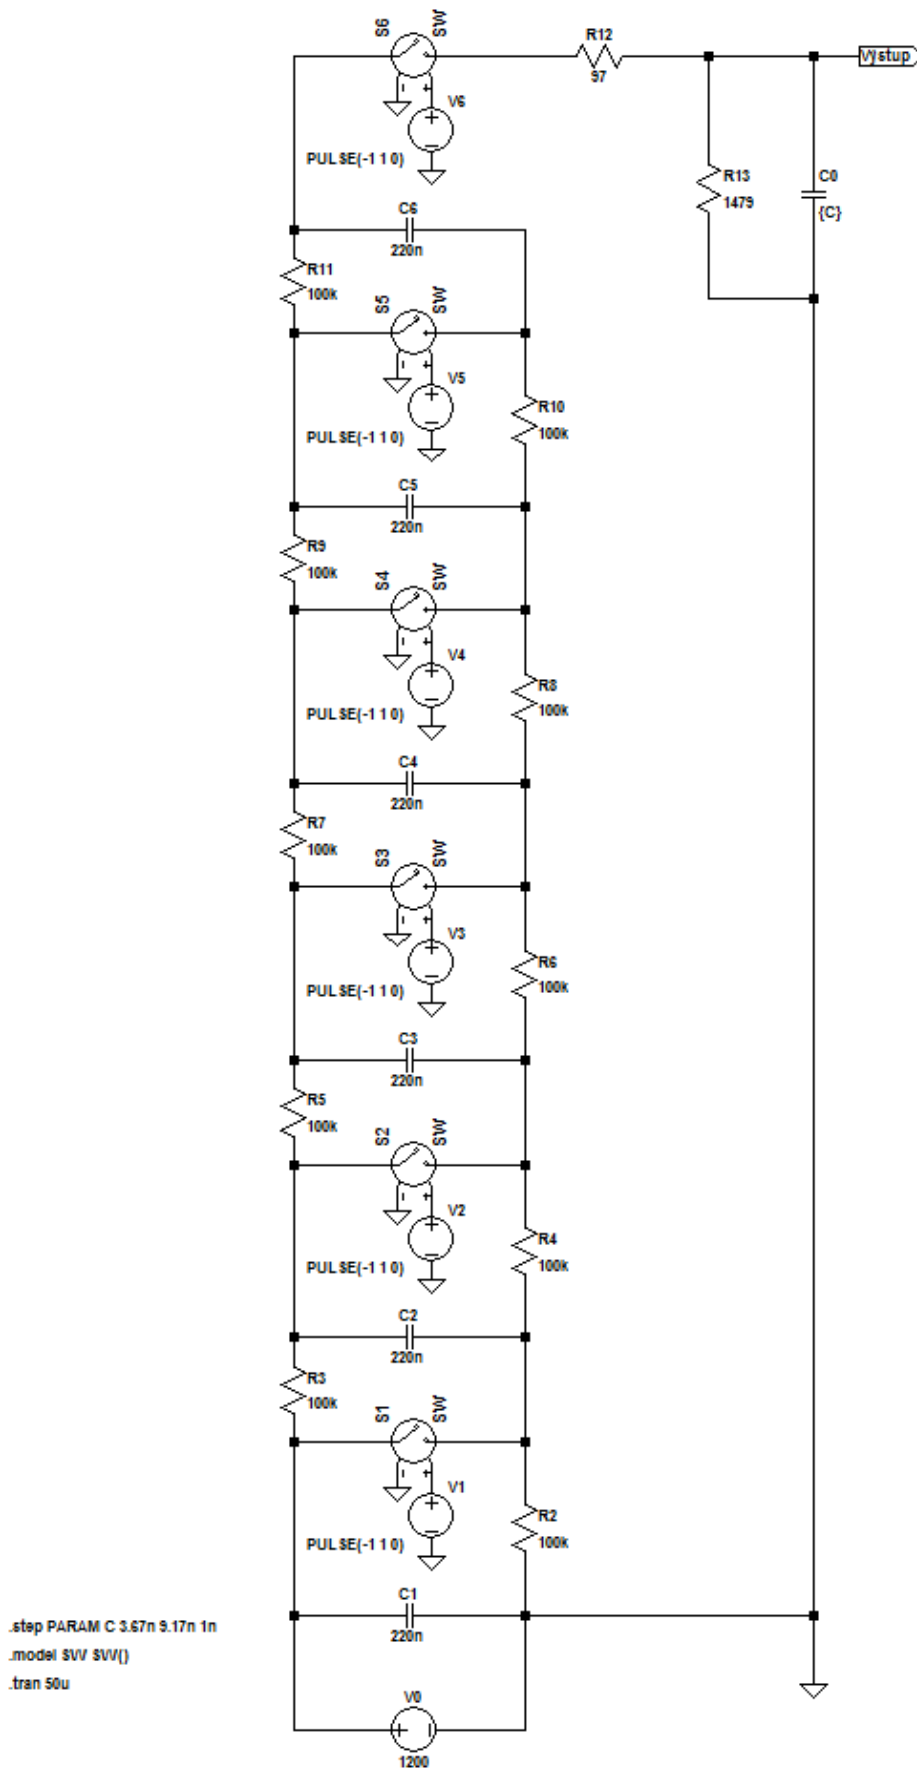 S6
SW
R12
97
Výstup
V6
PULSE(-1 1 0)
R13
1479
C0
{C}
C6
220n
R11
100k
S5
SW
V5
PULSE(-1 1 0)
R10
100k
C5
220n
R9
100k
S4
SW
V4
PULSE(-1 1 0)
R8
100k
C4
220n
R7
100k
S3
SW
V3
PULSE(-1 1 0)
R6
100k
C3
220n
R5
100k
S2
SW
V2
PULSE(-1 1 0)
R4
100k
C2
220n
R3
100k
S1
SW
V1
PULSE(-1 1 0)
R2
100k
C1
220n
.step PARAM C 3.67n 9.17n 1n
.model SW SW()
.tran 50u
V0
1200